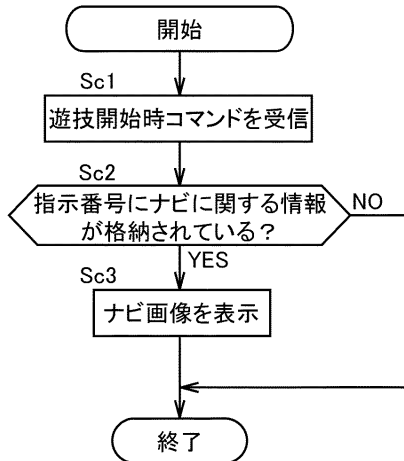 開始
Sc1
遊技開始時コマンドを受信
Sc2
指示番号にナビに関する情報
が格納されている？
NO
YES
Sc3
ナビ画像を表示
終了